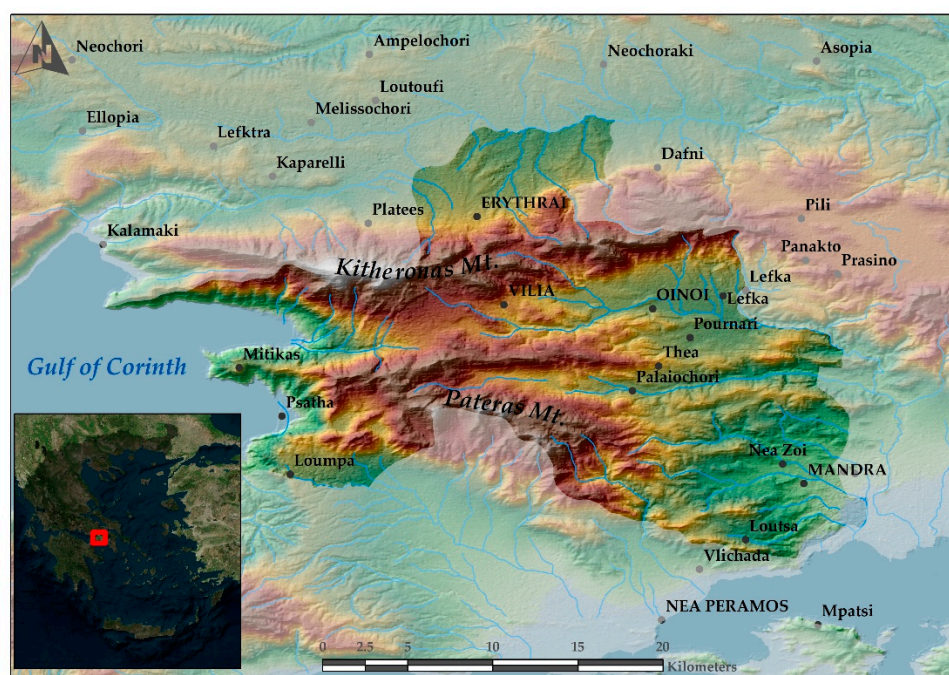 N
Neochori
Ampelochori
Neochoraki
Asopia
Loutoufi
Melissochori
Ellopia
Lefktra
Kaparelli
Dafni
Platees
ERYTHRAI
Pili
Kalamaki
Panakto
Prasino
Kitheronas Mt.
Lefka
VILIA
OINOI
Lefka
Pournari
Gulf of Corinth
Mitikas
Thea
Palaiochori
Psatha
Pateras Mt.
Nea Zoi
MANDRA
Loumpa
Loutsa
Vlichada
NEA PERAMOS
Mpatsi
0 2.5 5 10 15 20
Kilometers